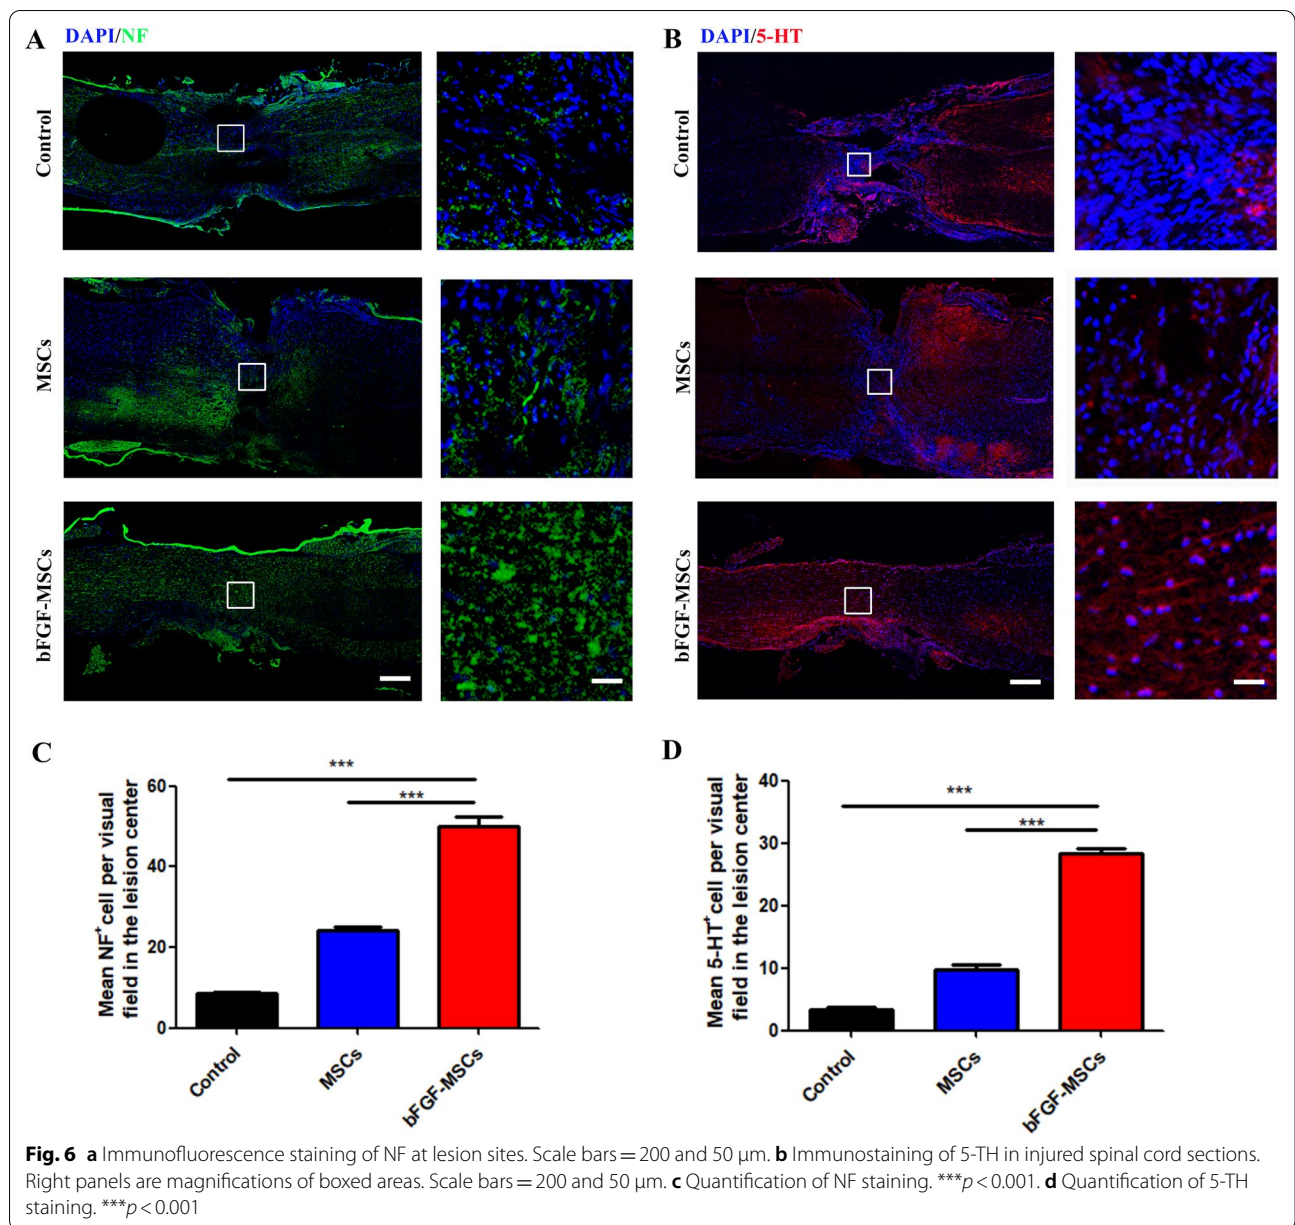 A DAPI/NF
Control
MSCs
bFGF-MSCs
B DAPI/5-HT
Control
MSCs
bFGF-MSCs
C
Mean NF⁺ cell per visual
field in the leision center
60
40
20
0
***
***
Control
MSCs
bFGF-MSCs
D
Mean 5-HT⁺ cell per visual
field in the leision center
40
30
20
10
0
***
***
Control
MSCs
bFGF-MSCs
Fig. 6 a Immunofluorescence staining of NF at lesion sites. Scale bars = 200 and 50 μm. b Immunostaining of 5-TH in injured spinal cord sections.
Right panels are magnifications of boxed areas. Scale bars = 200 and 50 μm. c Quantification of NF staining. ***p < 0.001. d Quantification of 5-TH
staining. ***p < 0.001